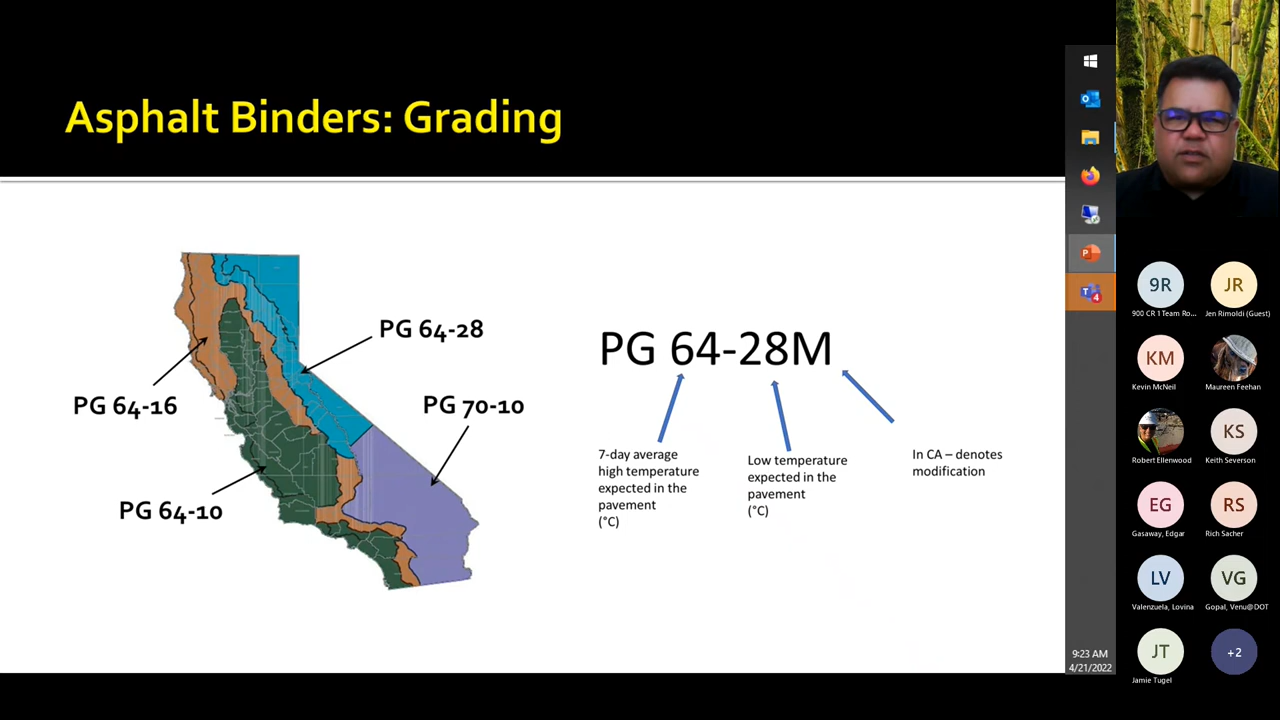 Asphalt Binders: Grading
PG 64-28
PG 64-16
PG 70-10
PG 64-10
PG 64-28M
7-day average
high temperature
expected in the
pavement
(°C)
Low temperature
expected in the
pavement
(°C)
In CA – denotes
modification
9:23 AM
4/21/2022
9R
900 CR 1 Team Ro...
JR
Jen Rimoldi (Guest)
KM
Kevin McNeil
Maureen Feehan
Robert Ellenwood
KS
Keith Severson
EG
Gasaway, Edgar
RS
Rich Sacher
LV
Valenzuela, Lovina
VG
Gopal, Venu@DOT
JT
Jamie Tugel
+2
O
P
T
4